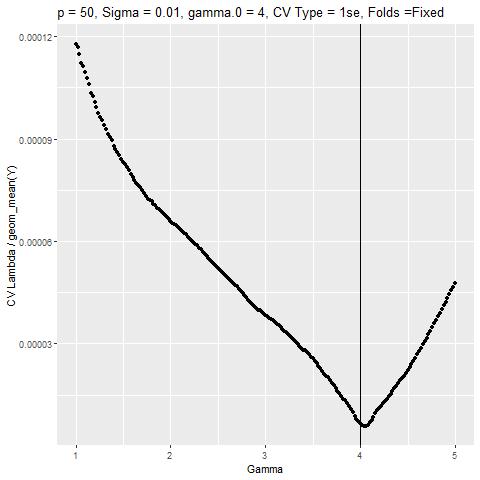 p = 50, Sigma = 0.01, gamma.0 = 4, CV Type = 1se, Folds =Fixed
0.00012
0.00009
0.00006
0.00003
CV Lambda / geom_mean(Y)
1 2 3 4 5
Gamma